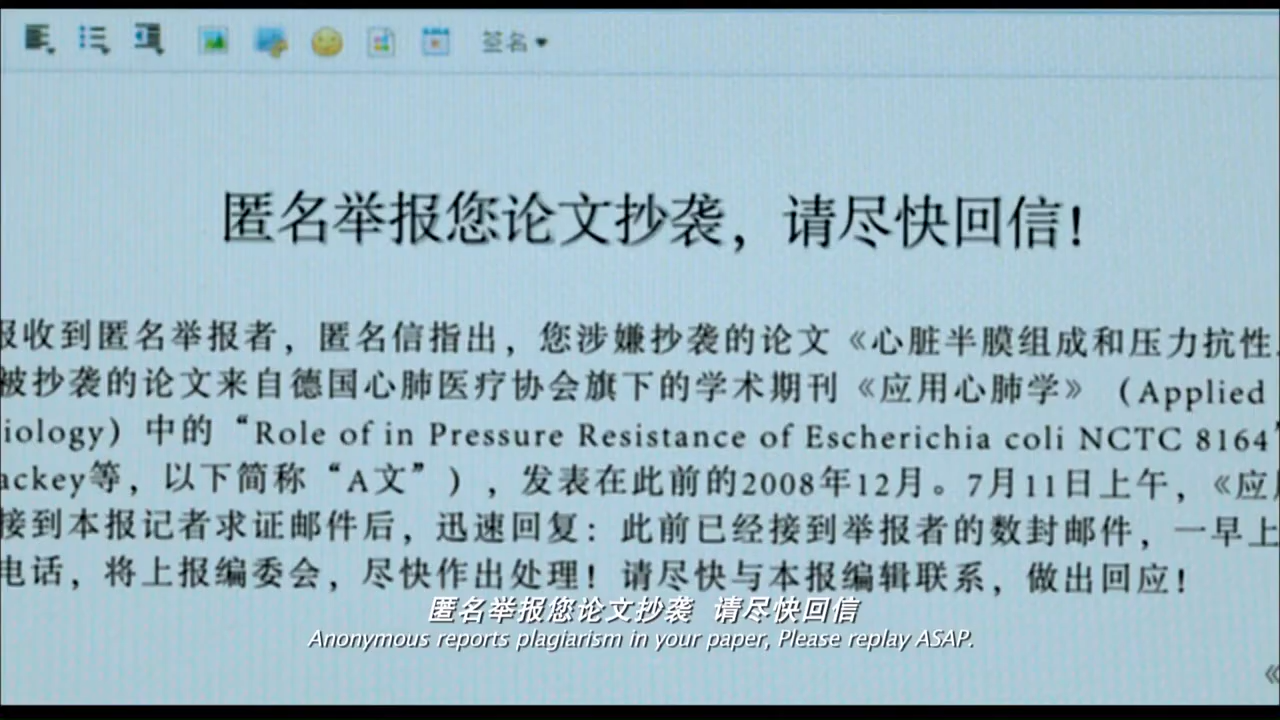 签名
匿名举报您论文抄袭，请尽快回信！
报收到匿名举报者，匿名信指出，您涉嫌抄袭的论文《心脏半膜组成和压力抗性
被抄袭的论文来自德国心肺医疗协会旗下的学术期刊《应用心肺学》（Applied
iology）中的“Role of in Pressure Resistance of Escherichia coli NCTC 8164”
ackey等，以下简称“A文”），发表在此前的2008年12月。7月11日上午，《应
接到本报记者求证邮件后，迅速回复：此前已经接到举报者的数封邮件，一早上
电话，将上报编委会，尽快作出处理！请尽快与本报编辑联系，做出回应！
匿名举报您论文抄袭 请尽快回信
Anonymous reports plagiarism in your paper, Please replay ASAP.
《